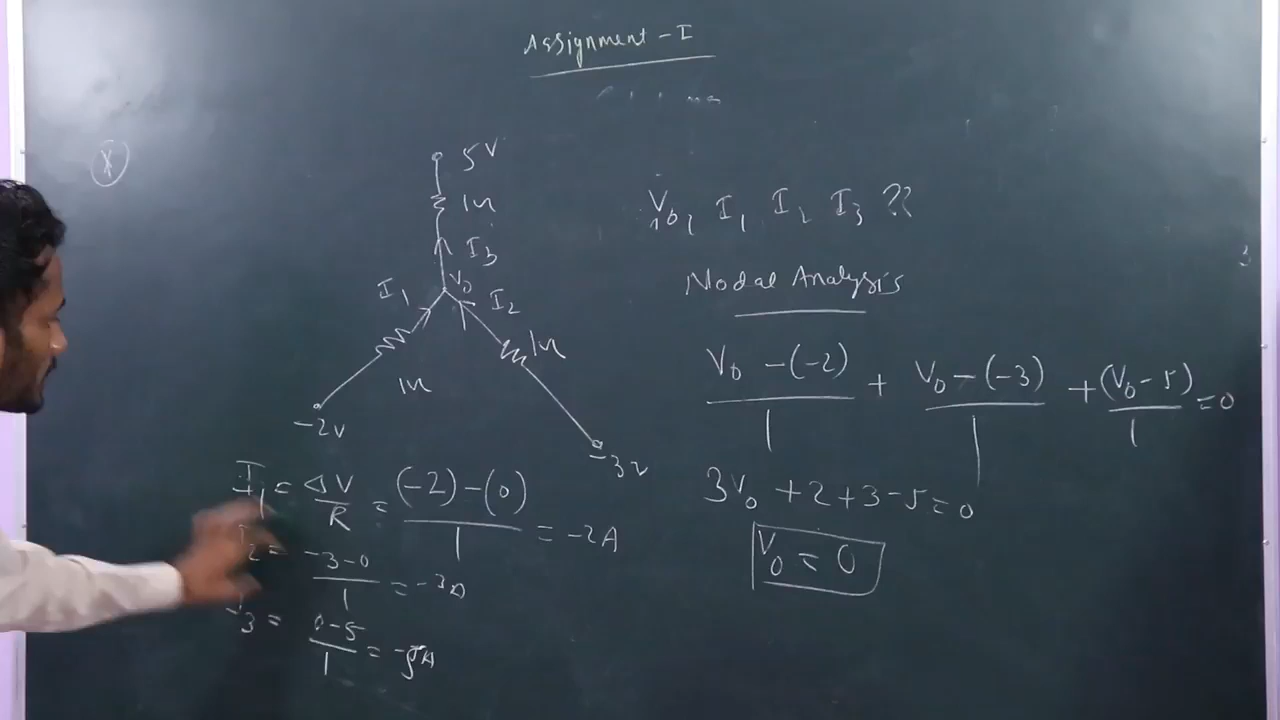 Assignment - I
5V
1Ω
I3
V0
I1
I2
1Ω
1Ω
-2V
-3V
V0, I1 I2 I3 ??
Nodal Analysis
V0 - (-2) / 1 + V0 - (-3) / 1 + (V0 - 5) / 1 = 0
3V0 + 2 + 3 - 5 = 0
V0 = 0
I1 = ΔV / R = (-2) - (0) / 1 = -2A
I2 = -3 - 0 / 1 = -3A
I3 = 0 - 5 / 1 = -5A